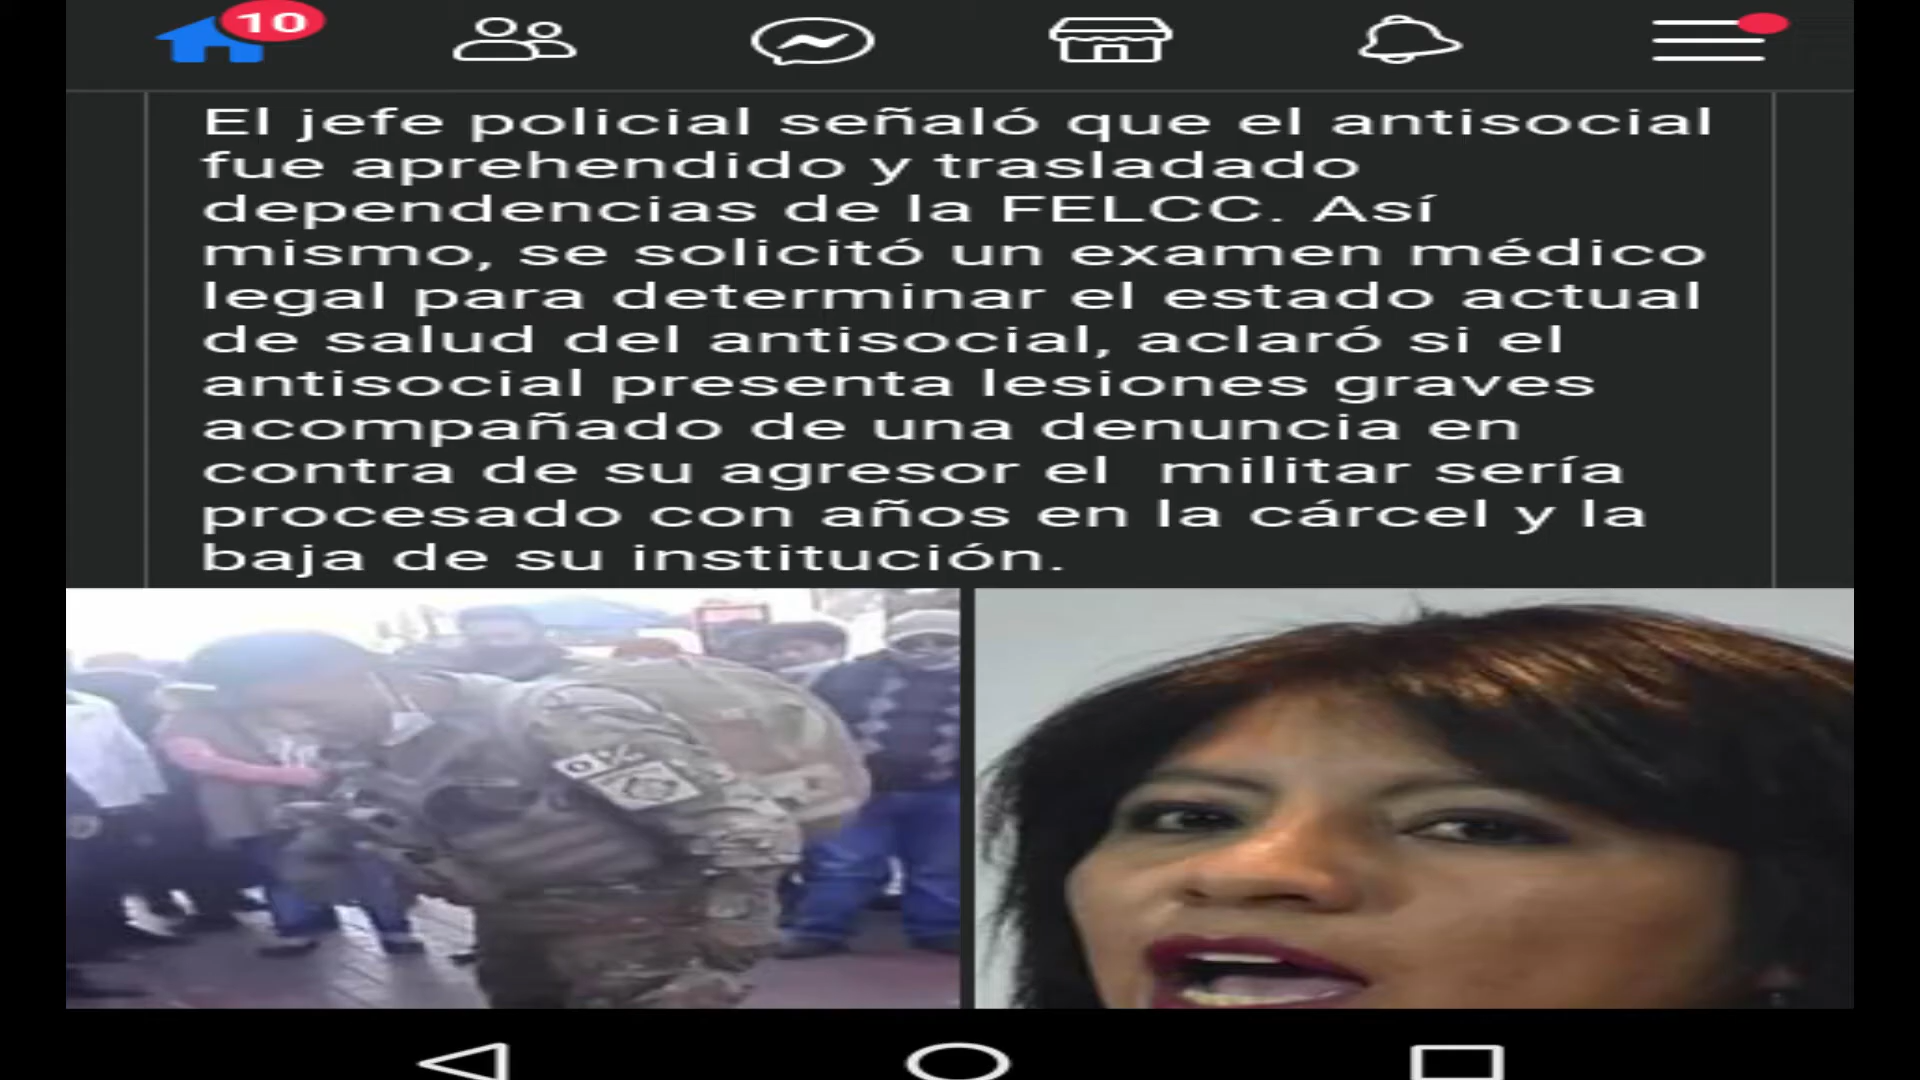 10
El jefe policial señaló que el antisocial
fue aprehendido y trasladado
dependencias de la FELCC. Así
mismo, se solicitó un examen médico
legal para determinar el estado actual
de salud del antisocial, aclaró si el
antisocial presenta lesiones graves
acompañado de una denuncia en
contra de su agresor el militar sería
procesado con años en la cárcel y la
baja de su institución.